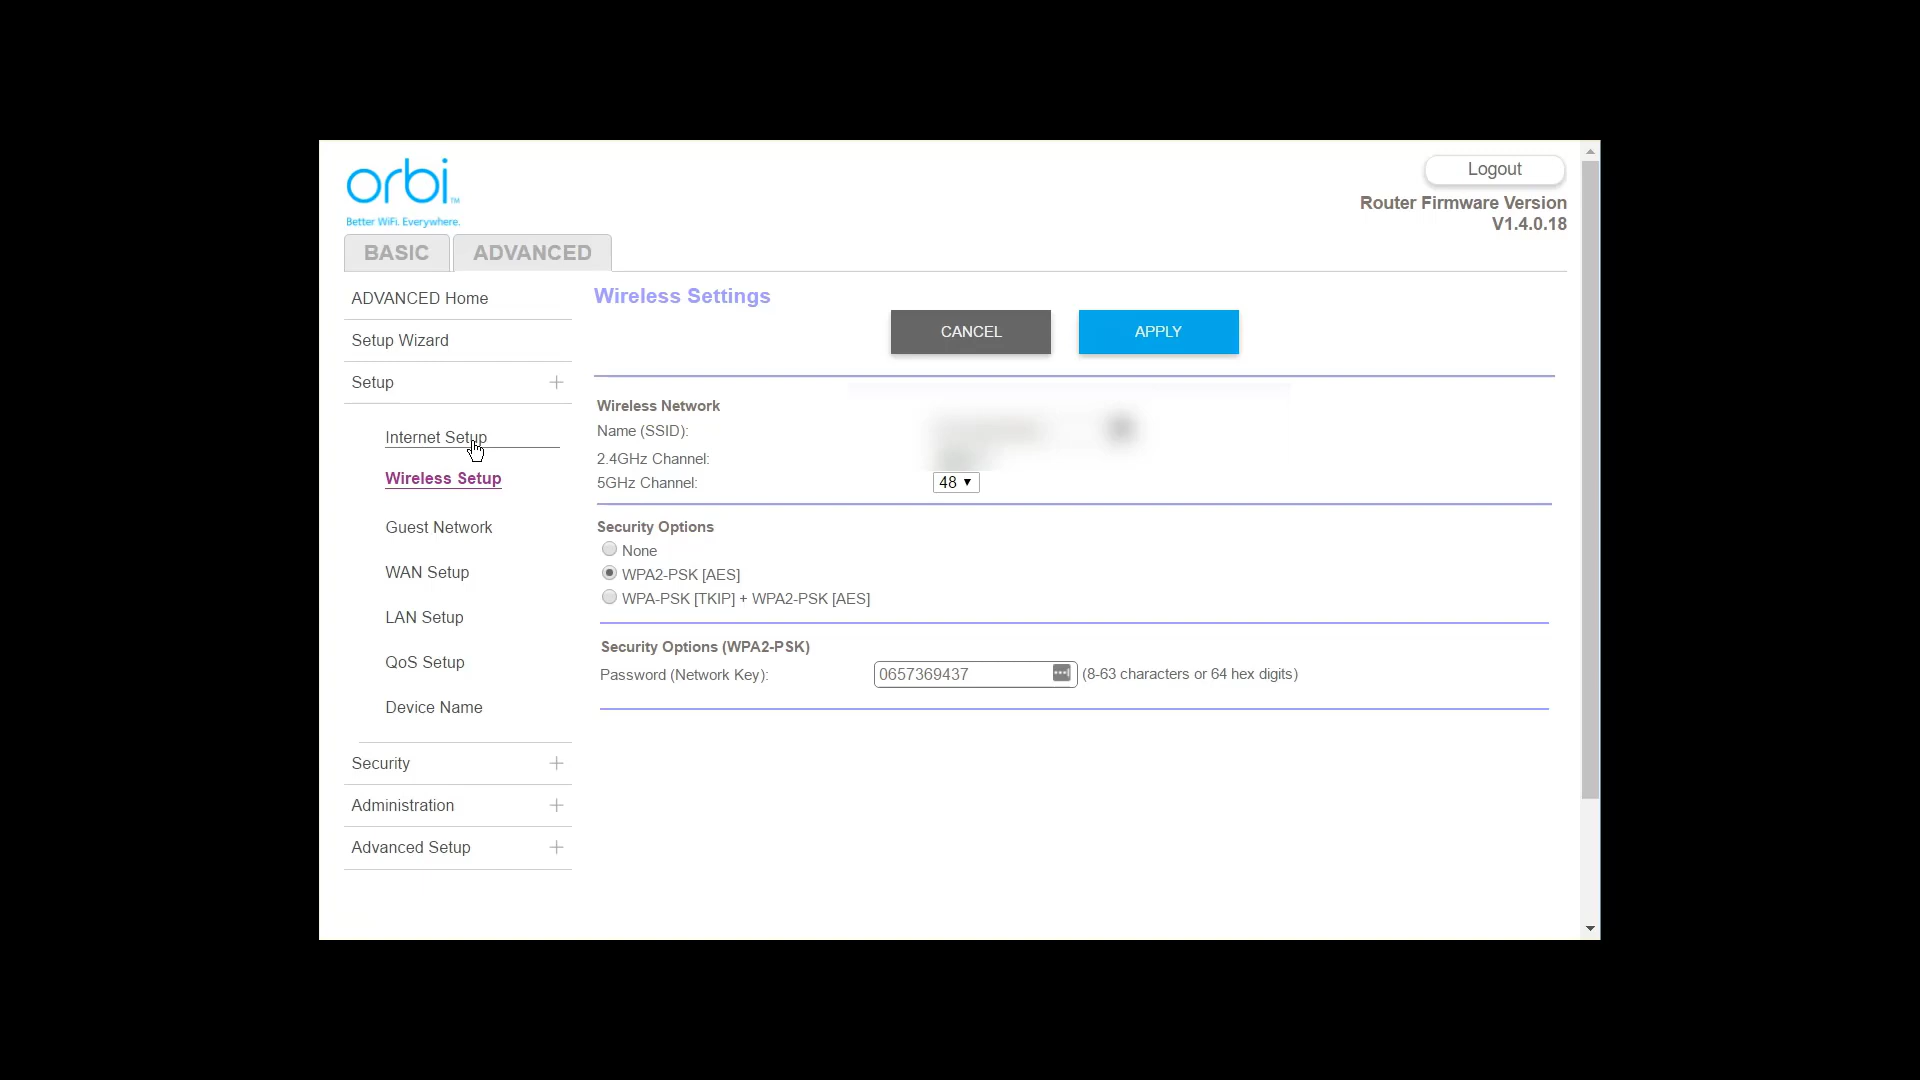 orbi™
Better WiFi. Everywhere.
Logout
Router Firmware Version
V1.4.0.18
BASIC
ADVANCED
ADVANCED Home
Setup Wizard
Setup
Internet Setup
Wireless Setup
Guest Network
WAN Setup
LAN Setup
QoS Setup
Device Name
Security
Administration
Advanced Setup
Wireless Settings
CANCEL
APPLY
Wireless Network
Name (SSID):
2.4GHz Channel:
5GHz Channel: 48
Security Options
None
WPA2-PSK [AES]
WPA-PSK [TKIP] + WPA2-PSK [AES]
Security Options (WPA2-PSK)
Password (Network Key): 0657369437 (8-63 characters or 64 hex digits)